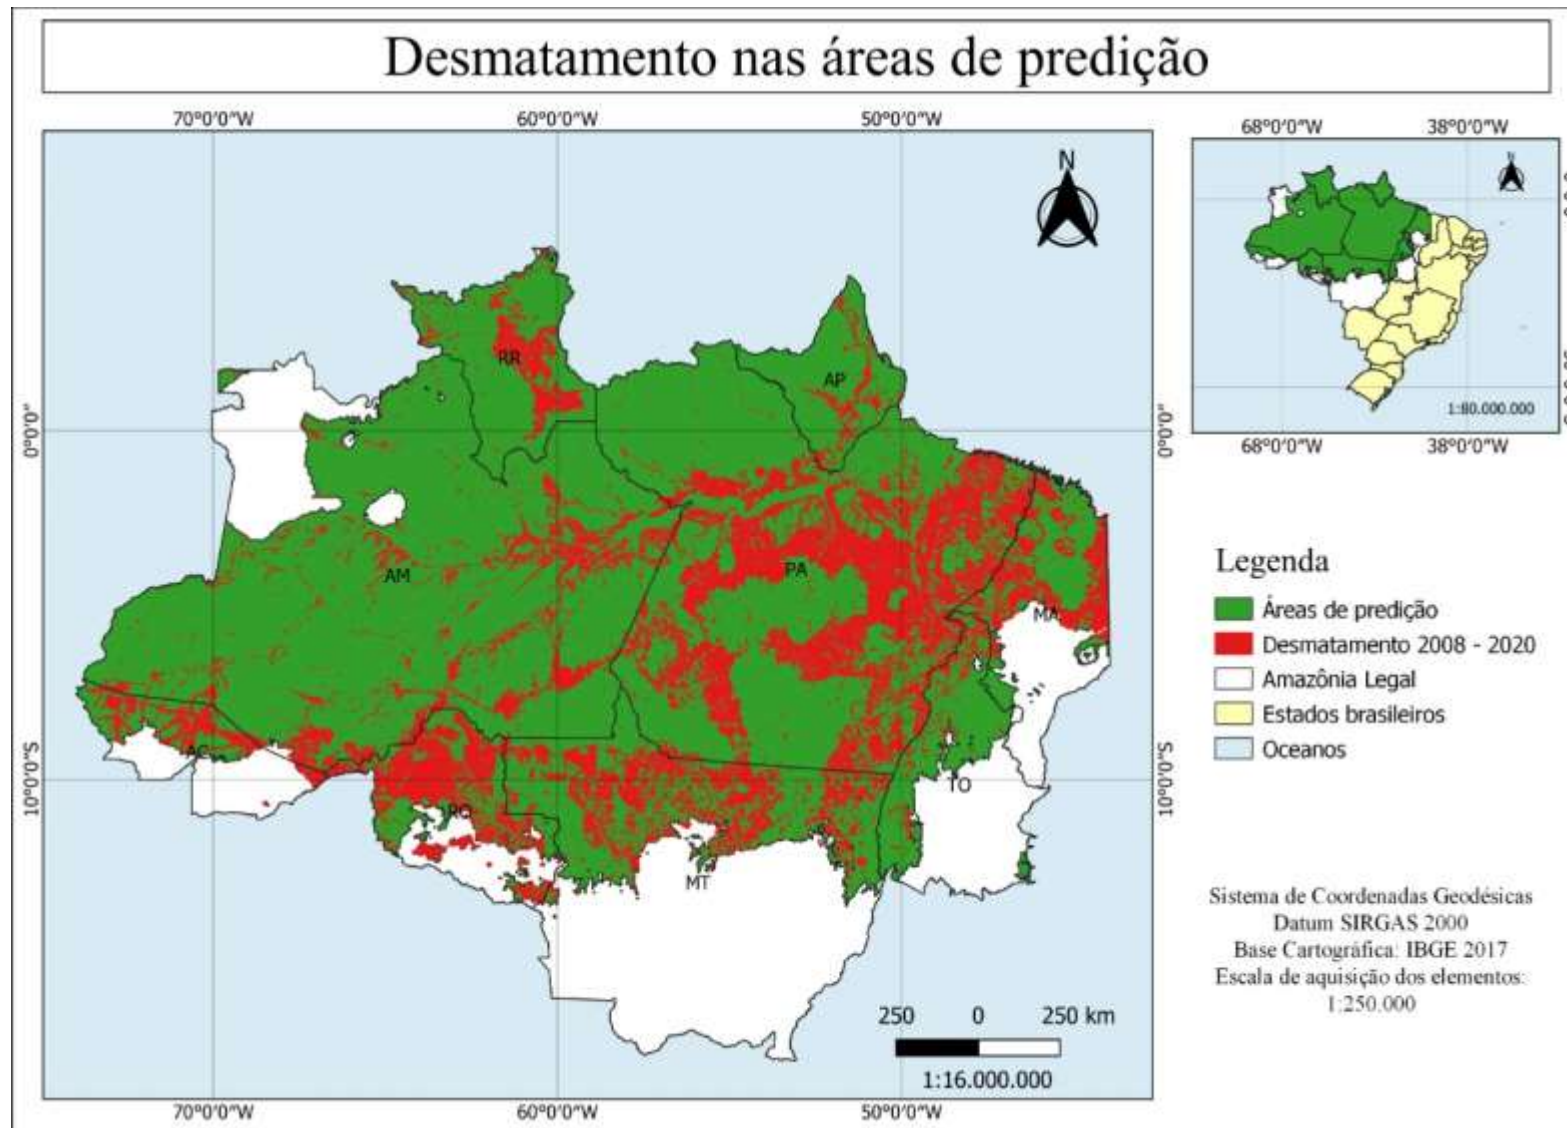 Desmatamento nas áreas de predição
70°0'0"W 60°0'0"W 50°0'0"W
68°0'0"W 38°0'0"W
N
N
RR
AP
1:80.000.000
0°0'0" 0°0'0"
68°0'0"W 38°0'0"W
AM
PA
MA
Legenda
Áreas de predição
Desmatamento 2008 - 2020
Amazônia Legal
Estados brasileiros
Oceanos
AC
10°0'0"S 10°0'0"S
TO
RO
MT
Sistema de Coordenadas Geodésicas
Datum SIRGAS 2000
Base Cartográfica: IBGE 2017
Escala de aquisição dos elementos:
1:250.000
250 0 250 km
1:16.000.000
70°0'0"W 60°0'0"W 50°0'0"W